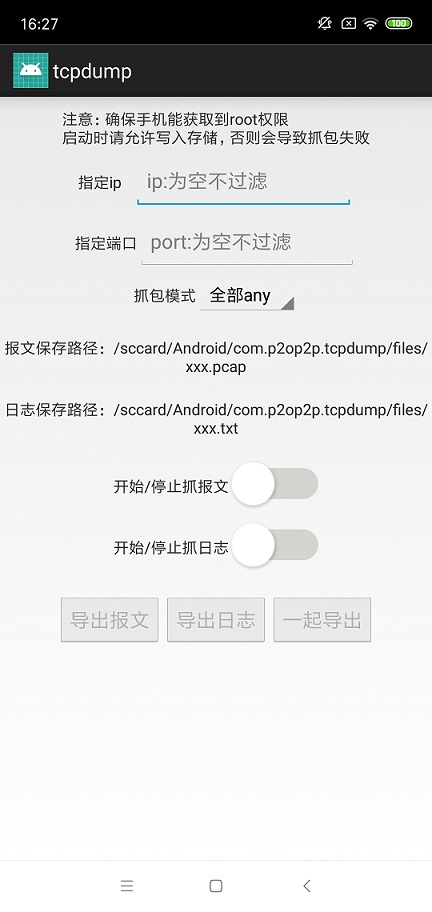 16:27
100
tcpdump
注意：确保手机能获取到root权限
启动时请允许写入存储，否则会导致抓包失败
指定ip ip:为空不过滤
指定端口 port:为空不过滤
抓包模式 全部any
报文保存路径：/sccard/Android/com.p2op2p.tcpdump/files/
xxx.pcap
日志保存路径：/sccard/Android/com.p2op2p.tcpdump/files/
xxx.txt
开始/停止抓报文
开始/停止抓日志
导出报文 导出日志 一起导出